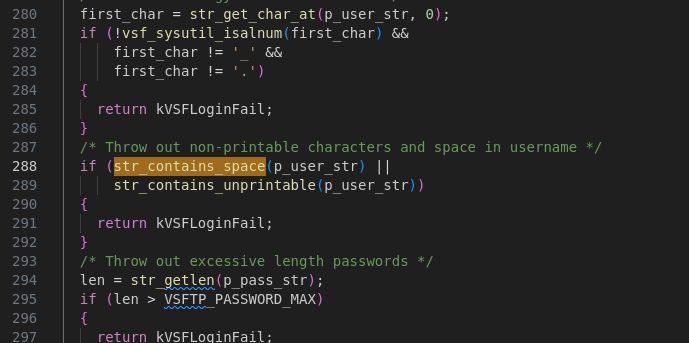 280 first_char = str_get_char_at(p_user_str, 0);
281 if (!vsf_sysutil_isalnum(first_char) &&
282 first_char != '_' &&
283 first_char != '.')
284 {
285 return kVSFLoginFail;
286 }
287 /* Throw out non-printable characters and space in username */
288 if (str_contains_space(p_user_str) ||
289 str_contains_unprintable(p_user_str))
290 {
291 return kVSFLoginFail;
292 }
293 /* Throw out excessive length passwords */
294 len = str_getlen(p_pass_str);
295 if (len > VSFTP_PASSWORD_MAX)
296 {
297 return kVSFLoginFail;